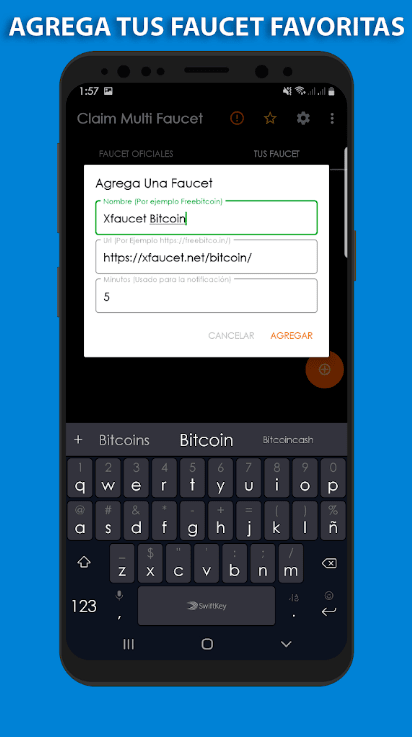 AGREGA TUS FAUCET FAVORITAS
1:57
Claim Multi Faucet
FAUCET OFICIALES
TUS FAUCET
Agrega Una Faucet
Nombre (Por ejemplo Freebitcoin)
Xfaucet Bitcoin
Url (Por Ejemplo https://freebitco.in/)
https://xfaucet.net/bitcoin/
Minutos (Usado para la notificación)
5
CANCELAR AGREGAR
+ Bitcoins Bitcoin Bitcoincash
1 2 3 4 5 6 7 8 9 0
q w e r t y u i o p
@ # & * - + = ( ) %
a s d f g h j k l ñ
_ $ " ' : ; /
z x c v b n m
123 , SwiftKey .